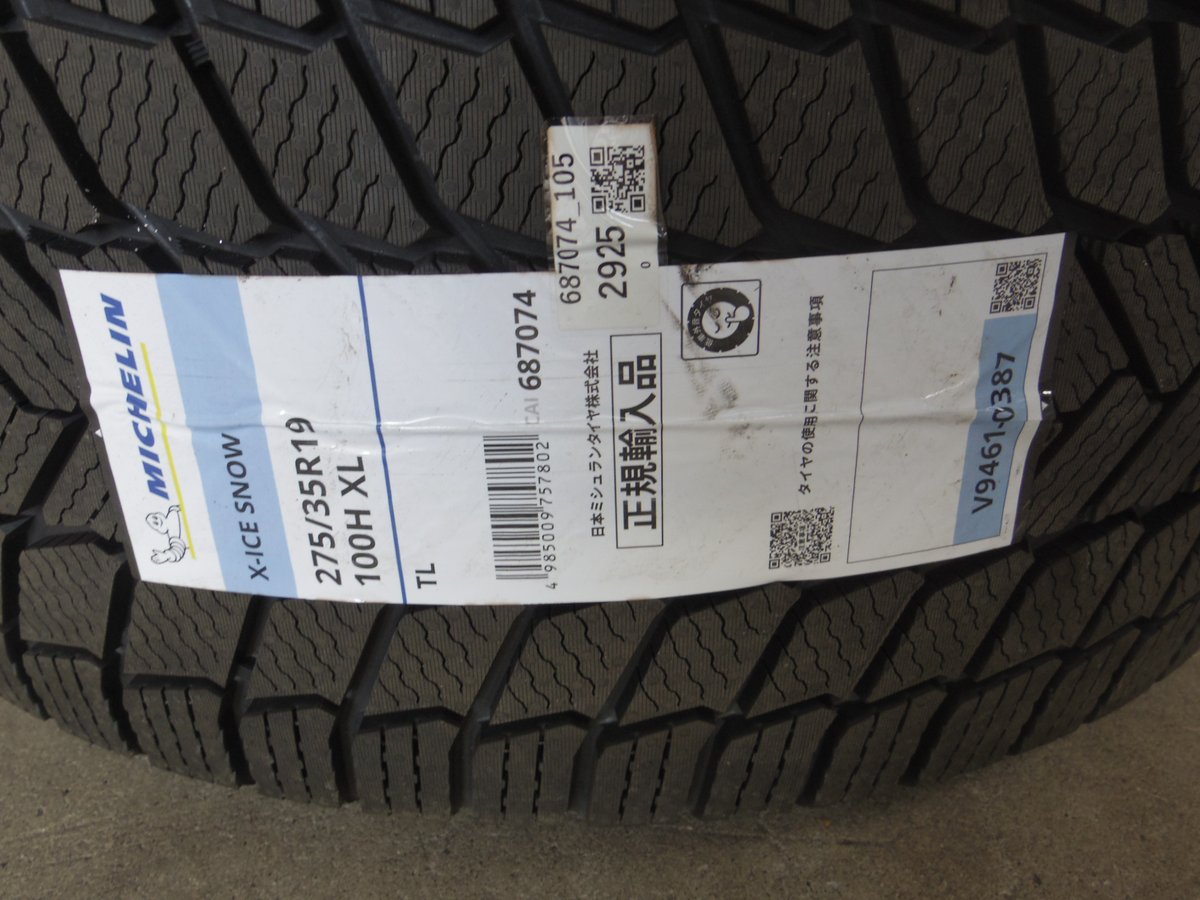 MICHELIN
X-ICE SNOW
275/35R19
100H XL
TL
CAI 687074
4 985009 757802
687074_105
2925
0
日本ミシュランタイヤ株式会社
正規輸入品
タイヤの使用に関する注意事項
V9461-0387